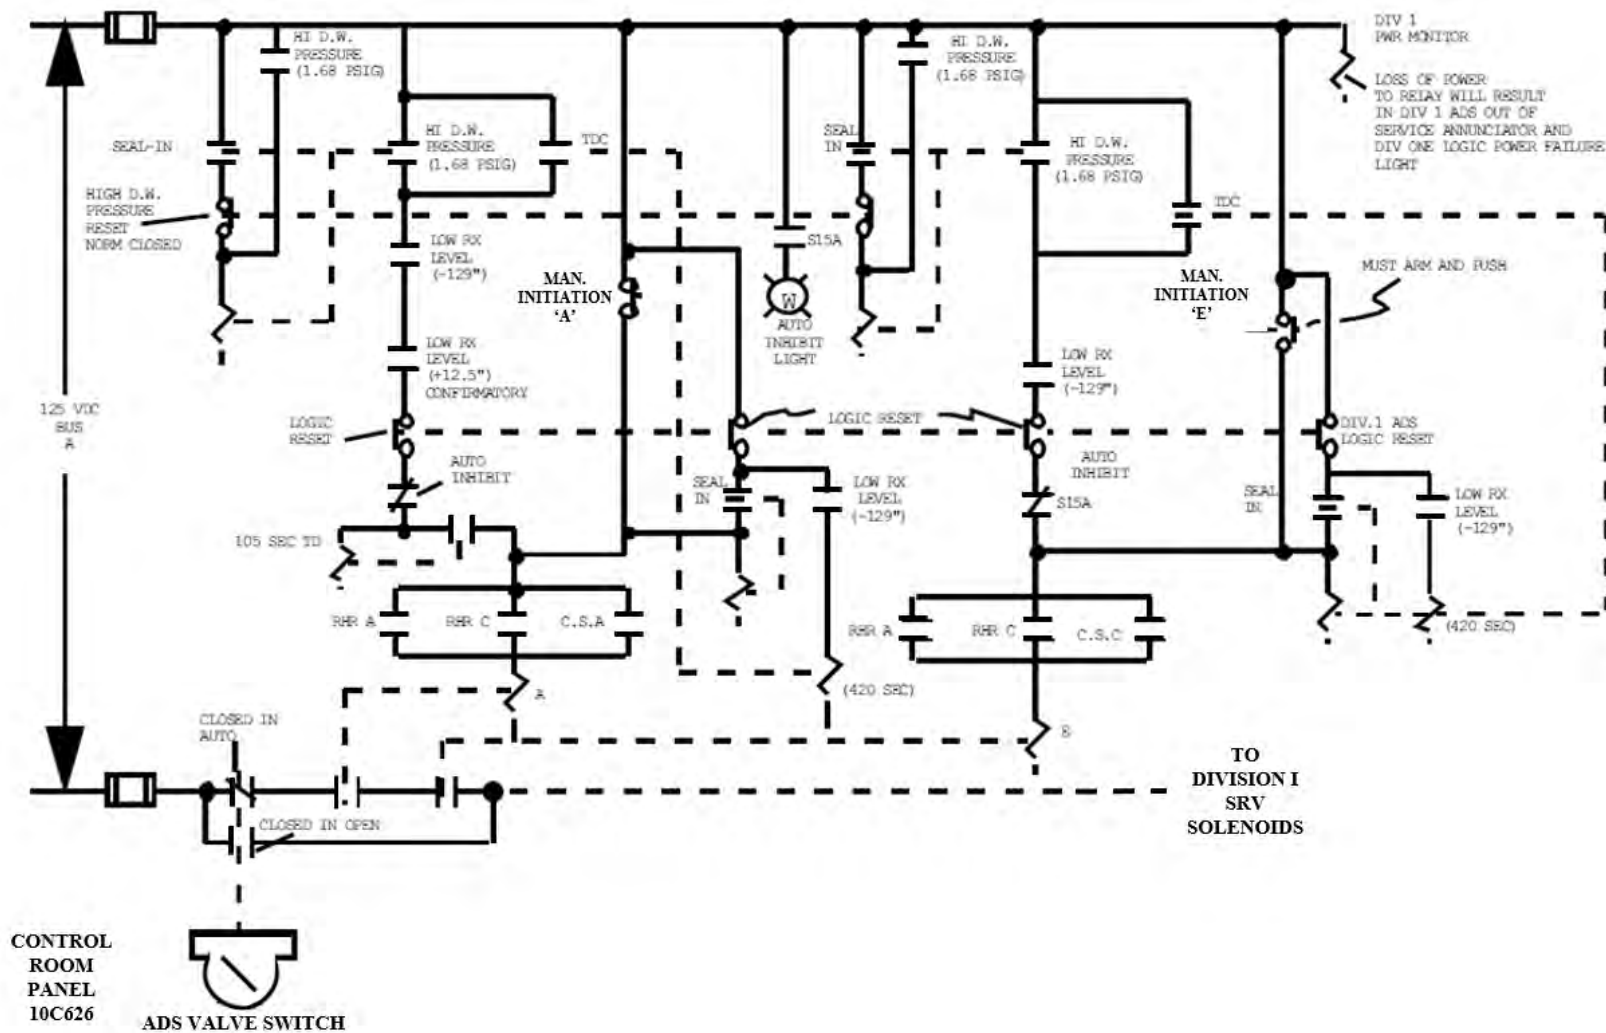 HI D.W.
PRESSURE
(1.68 PSIG)
SEAL-IN
HIGH D.W.
PRESSURE
RESET
NORM CLOSED
HI D.W.
PRESSURE
(1.68 PSIG)
TDC
LOW RX
LEVEL
(-129")
LOW RX
LEVEL
(+12.5")
CONFIRMATORY
LOGIC
RESET
AUTO
INHIBIT
105 SEC TD
RHR A
RHR C
C.S.A
A
MAN.
INITIATION
‘A’
SEAL
IN
LOW RX
LEVEL
(-129")
(420 SEC)
LOGIC RESET
S15A
W
AUTO
INHIBIT
LIGHT
HI D.W.
PRESSURE
(1.68 PSIG)
SEAL
IN
HI D.W.
PRESSURE
(1.68 PSIG)
TDC
LOW RX
LEVEL
(-129")
AUTO
INHIBIT
S15A
RHR A
RHR C
C.S.C
E
MAN.
INITIATION
‘E’
MUST ARM AND PUSH
DIV.1 ADS
LOGIC RESET
SEAL
IN
LOW RX
LEVEL
(-129")
(420 SEC)
DIV 1
PWR MONITOR
LOSS OF POWER
TO RELAY WILL RESULT
IN DIV 1 ADS OUT OF
SERVICE ANNUNCIATOR AND
DIV ONE LOGIC POWER FAILURE
LIGHT
125 VDC
BUS
A
CLOSED IN
AUTO
CLOSED IN OPEN
TO
DIVISION I
SRV
SOLENOIDS
CONTROL
ROOM
PANEL
10C626
ADS VALVE SWITCH